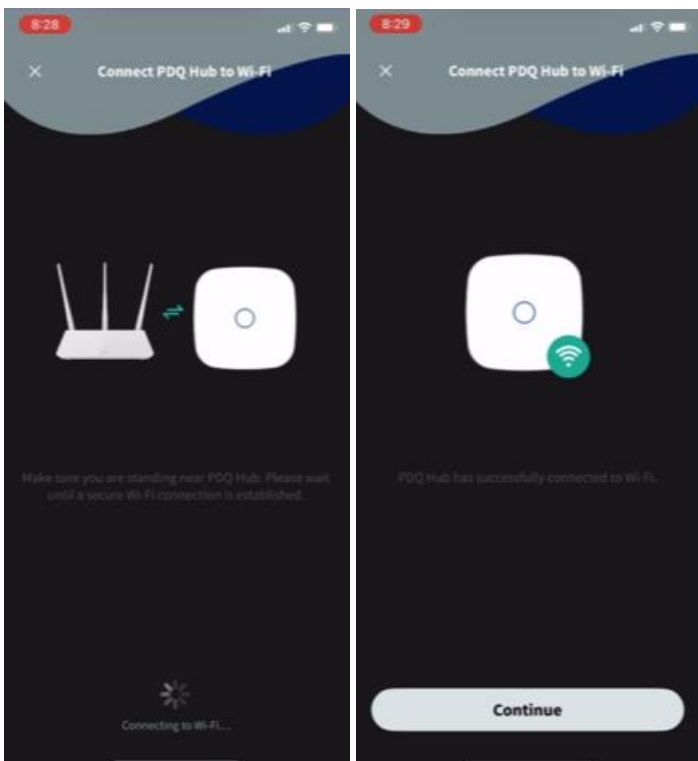 8:28
Connect PDQ Hub to Wi-Fi
Make sure you are standing near PDQ Hub. Please wait
until a secure Wi-Fi connection is established.
Connecting to Wi-Fi...
8:29
Connect PDQ Hub to Wi-Fi
PDQ Hub has successfully connected to Wi-Fi.
Continue